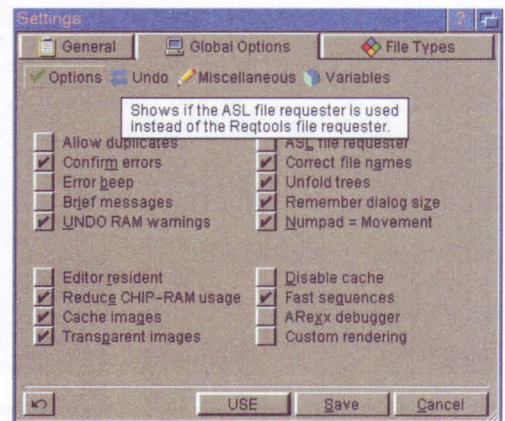 Settings
?
General Global Options File Types
Options Undo Miscellaneous Variables
Shows if the ASL file requester is used
instead of the Reqtools file requester.
Allow duplicates
ASL file requester
Confirm errors
Correct file names
Error beep
Unfold trees
Brief messages
Remember dialog size
UNDO RAM warnings
Numpad = Movement
Editor resident
Disable cache
Reduce CHIP-RAM usage
Fast sequences
Cache images
ARexx debugger
Transparent images
Custom rendering
USE Save Cancel